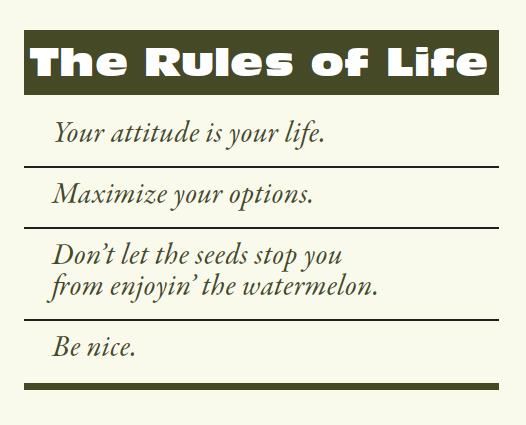 The Rules of Life
Your attitude is your life.
Maximize your options.
Don’t let the seeds stop you
from enjoyin’ the watermelon.
Be nice.